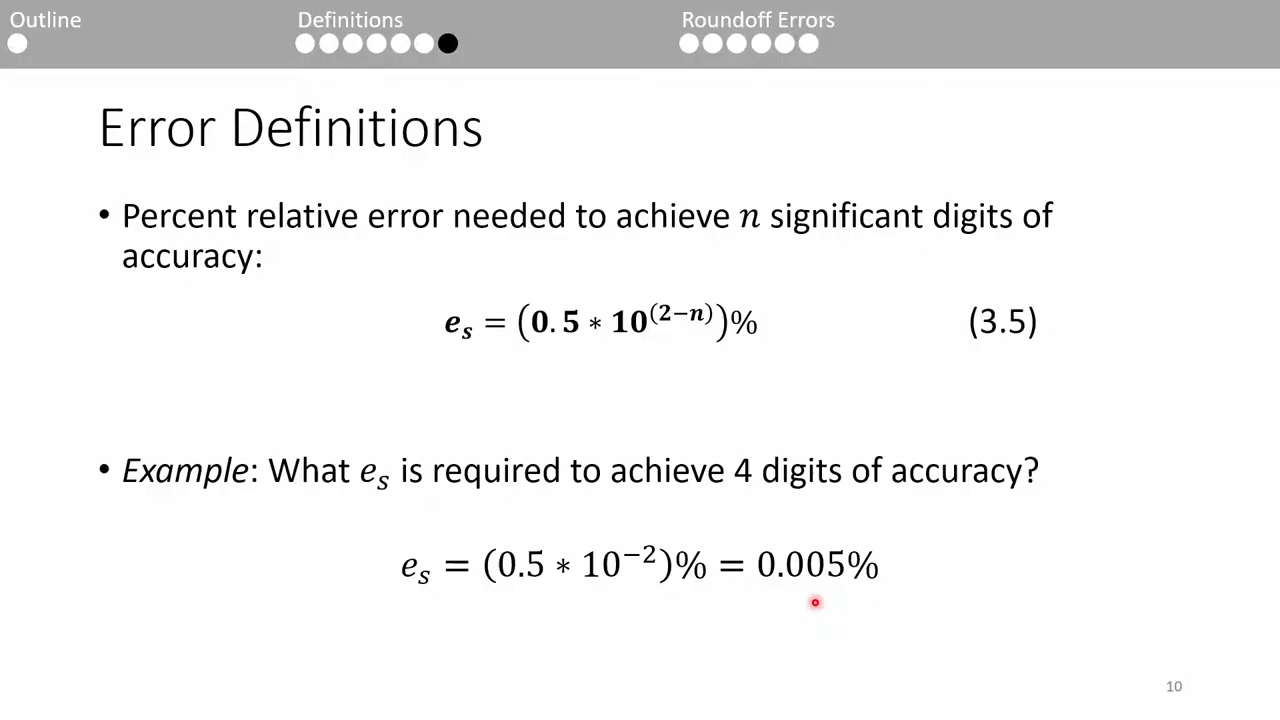 Outline Definitions Roundoff Errors
Error Definitions
• Percent relative error needed to achieve n significant digits of
accuracy:
e_s = (0.5 * 10^(2−n))% (3.5)
• Example: What e_s is required to achieve 4 digits of accuracy?
e_s = (0.5 * 10^−2)% = 0.005%
10